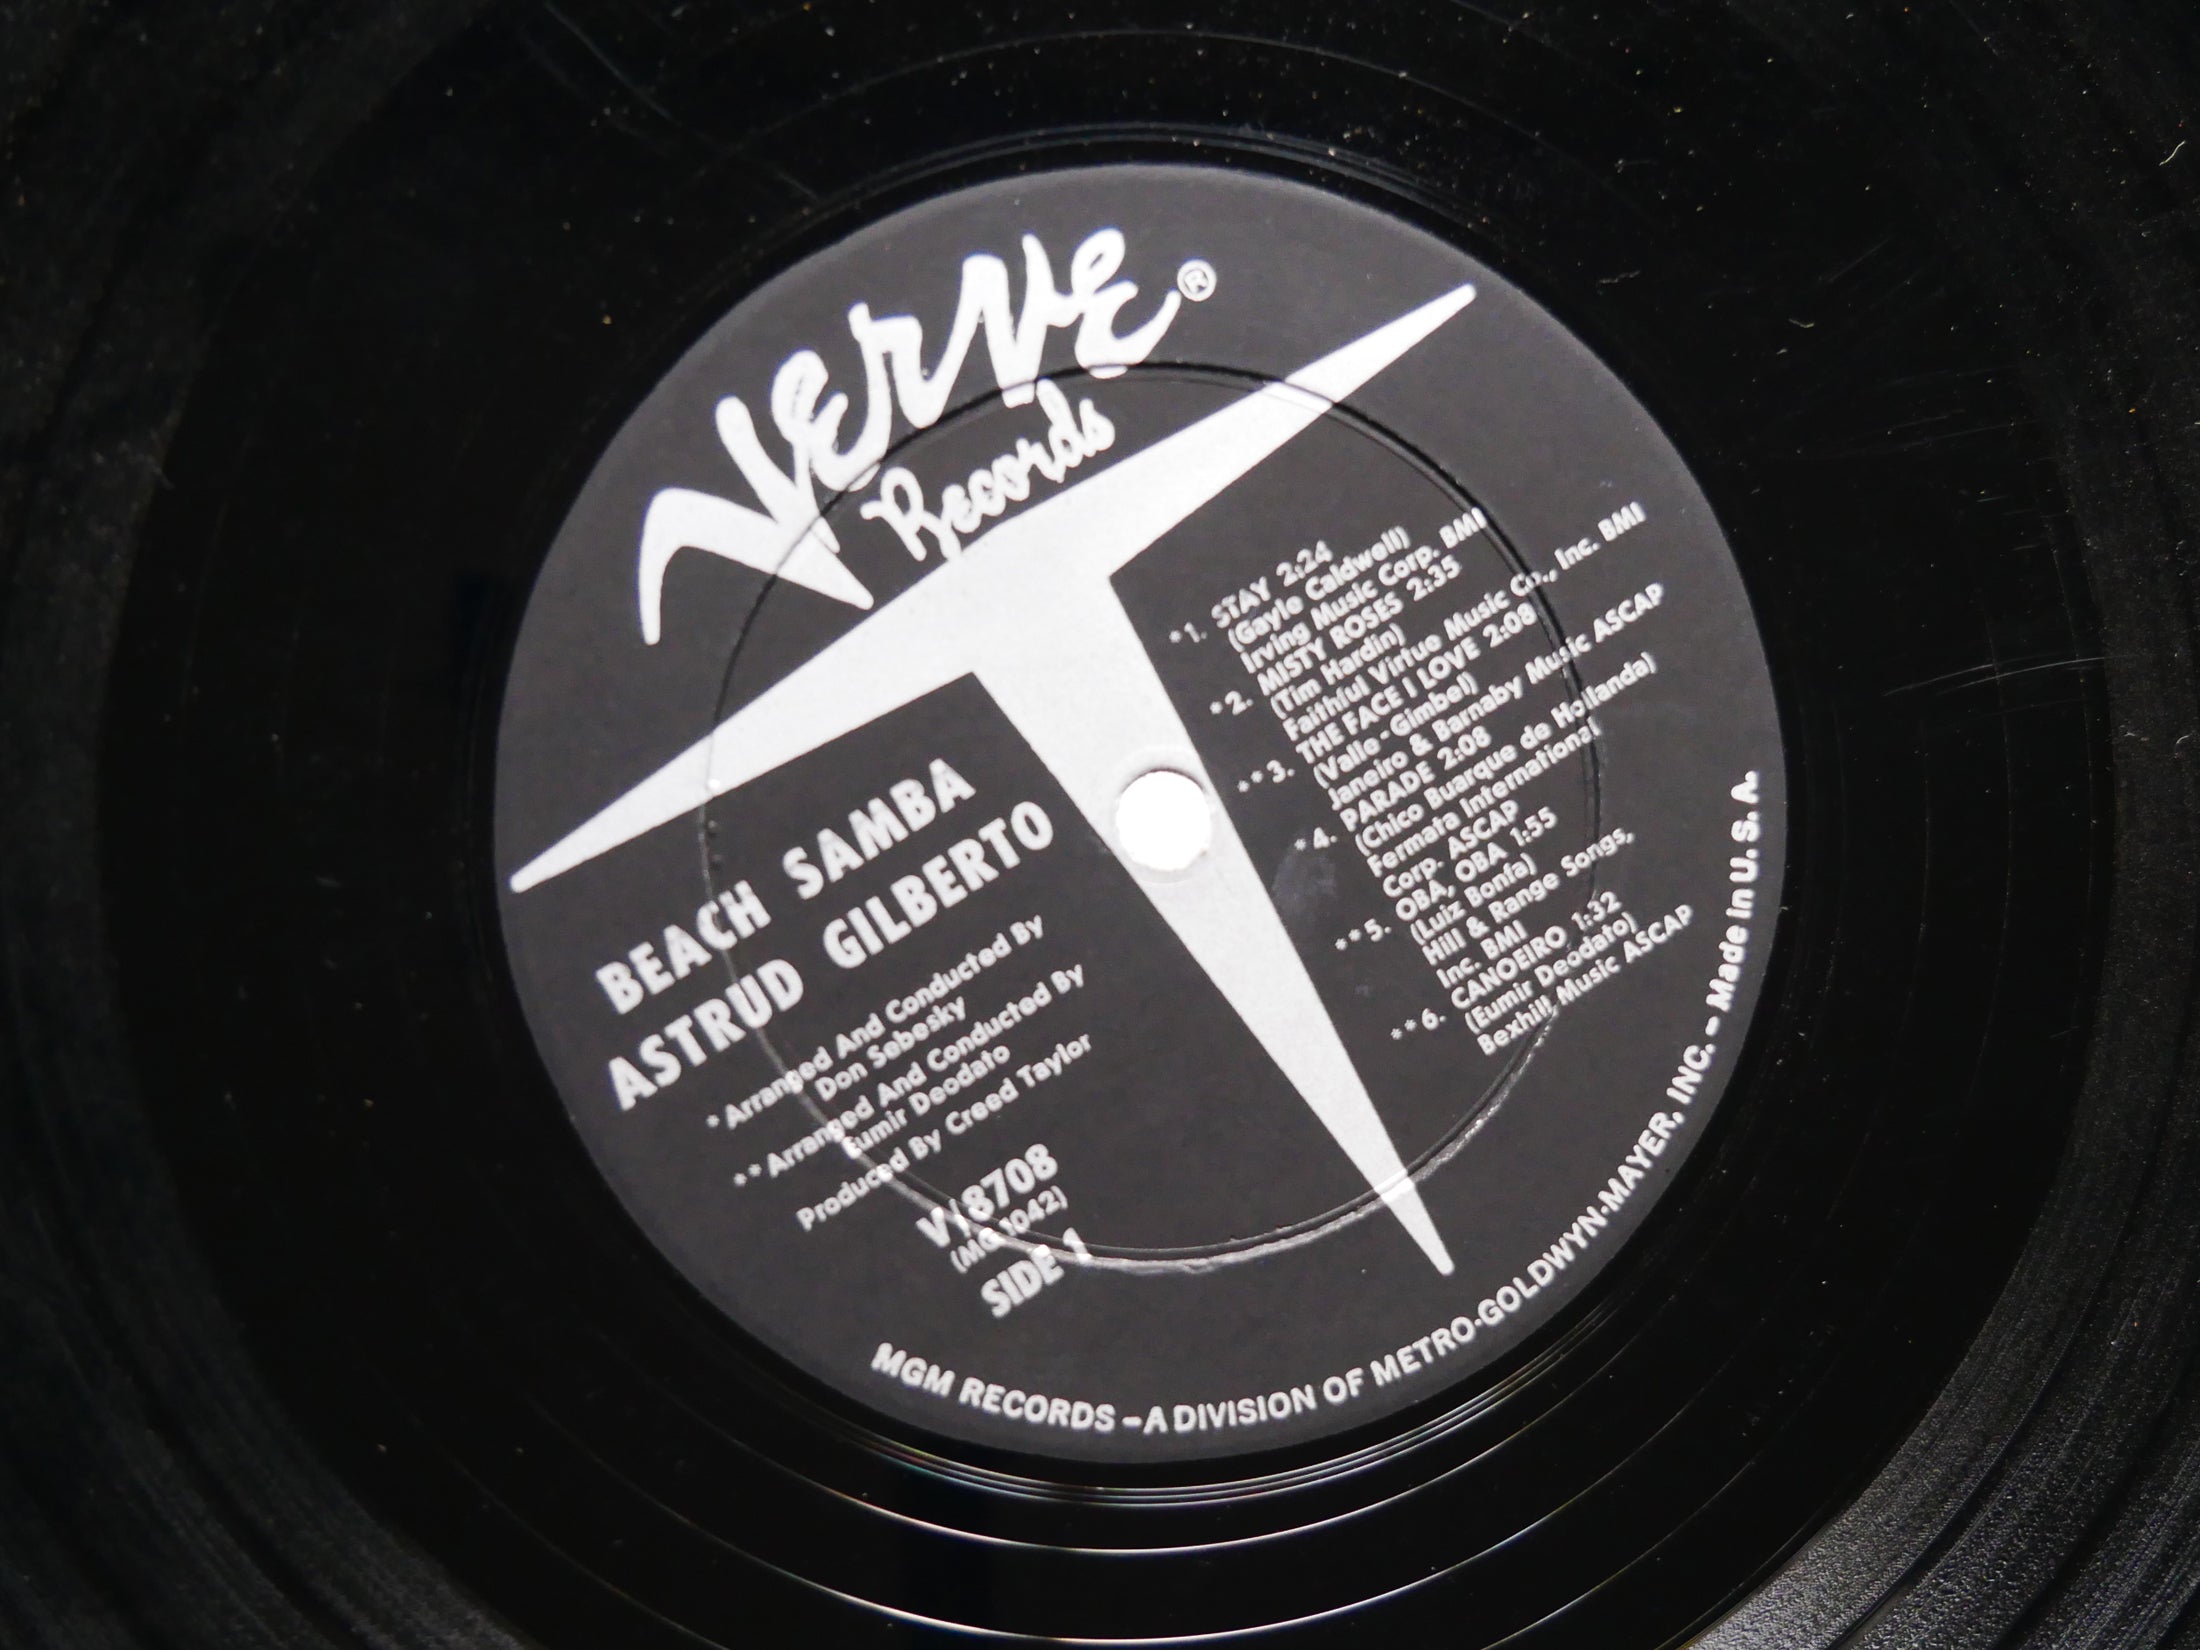 Verve ®
Records
BEACH SAMBA
ASTRUD GILBERTO
* Arranged And Conducted By
Don Sebesky
** Arranged And Conducted By
Eumir Deodato
Produced By Creed Taylor
V/8708
(MG 1042)
SIDE 1
*1. STAY 2:24
(Gayle Caldwell)
Irving Music Corp. BMI
*2. MISTY ROSES 2:35
(Tim Hardin)
Faithful Virtue Music Co., Inc. BMI
**3. THE FACE I LOVE 2:08
(Valle-Gimbel)
Janeiro & Barnaby Music ASCAP
*4. PARADE 2:08
(Chico Buarque de Hollanda)
Fermata International
Corp. ASCAP
**5. OBA, OBA 1:55
(Luiz Bonfa)
Hill & Range Songs,
Inc. BMI
**6. CANOEIRO 1:32
(Eumir Deodato)
Bexhill Music ASCAP
MGM RECORDS – A DIVISION OF METRO-GOLDWYN-MAYER, INC. – Made in U.S.A.